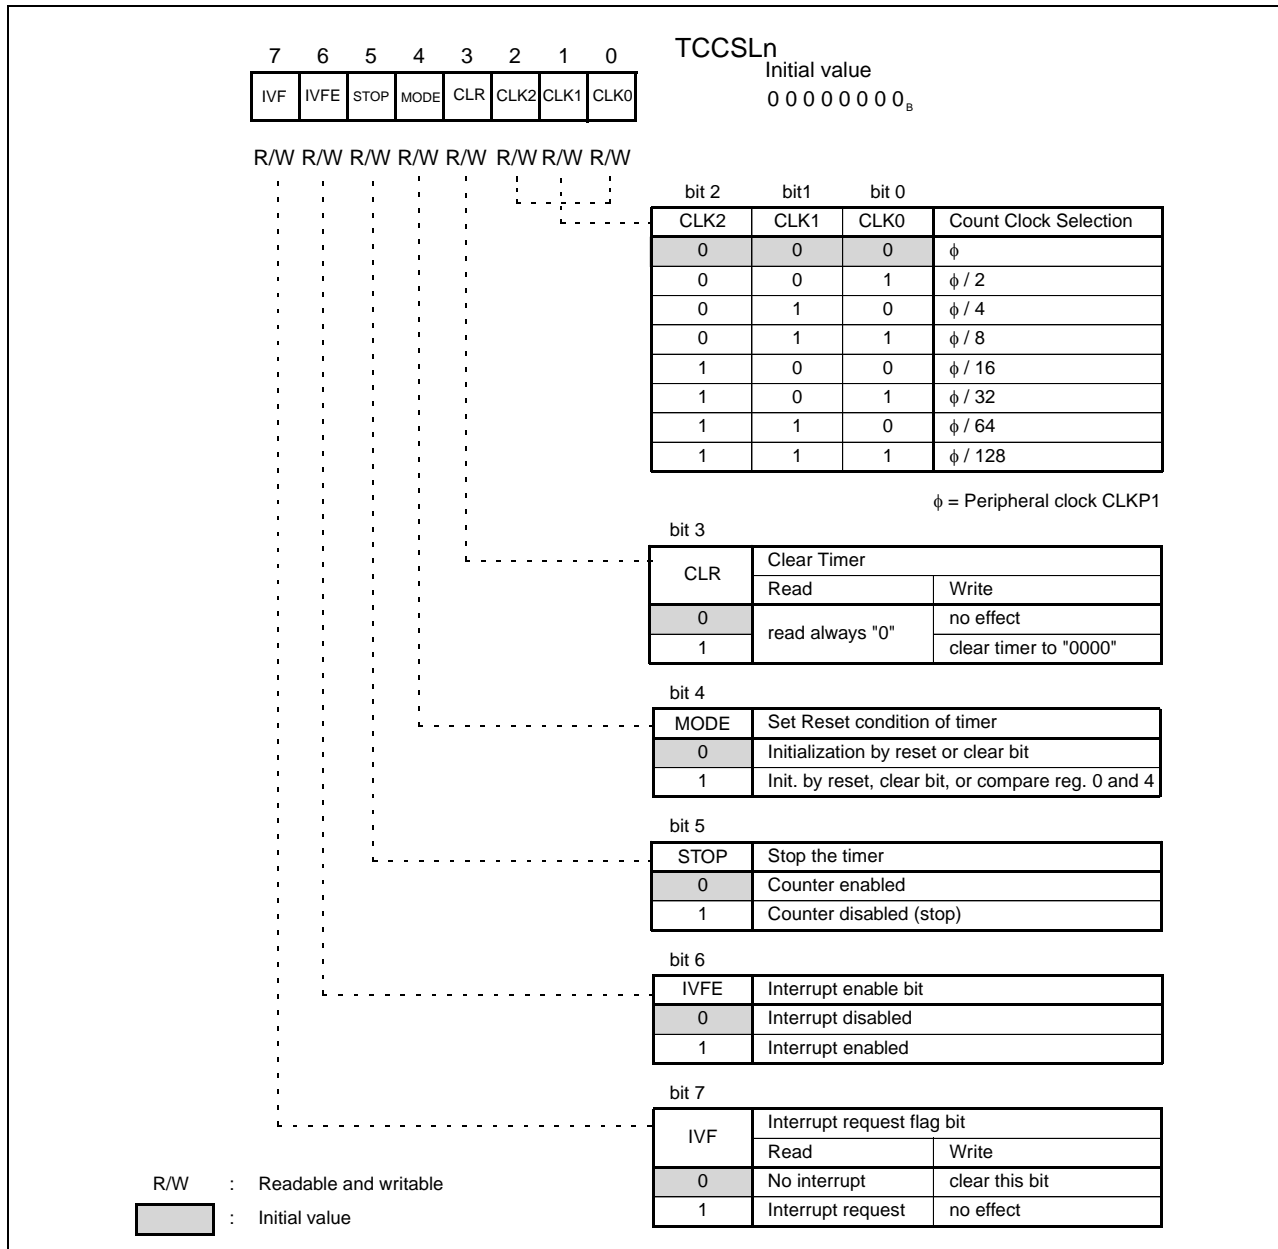 TCCSLn
7 6 5 4 3 2 1 0
Initial value
IVF IVFE STOP MODE CLR CLK2 CLK1 CLK0
0 0 0 0 0 0 0 0 B
R/W R/W R/W R/W R/W R/W R/W R/W
bit 2 bit1 bit 0
CLK2 CLK1 CLK0 Count Clock Selection
0 0 0 ϕ
0 0 1 ϕ / 2
0 1 0 ϕ / 4
0 1 1 ϕ / 8
1 0 0 ϕ / 16
1 0 1 ϕ / 32
1 1 0 ϕ / 64
1 1 1 ϕ / 128
ϕ = Peripheral clock CLKP1
bit 3
CLR Clear Timer
Read Write
0 read always "0" no effect
1 clear timer to "0000"
bit 4
MODE Set Reset condition of timer
0 Initialization by reset or clear bit
1 Init. by reset, clear bit, or compare reg. 0 and 4
bit 5
STOP Stop the timer
0 Counter enabled
1 Counter disabled (stop)
bit 6
IVFE Interrupt enable bit
0 Interrupt disabled
1 Interrupt enabled
bit 7
IVF Interrupt request flag bit
Read Write
0 No interrupt clear this bit
1 Interrupt request no effect
R/W : Readable and writable
: Initial value